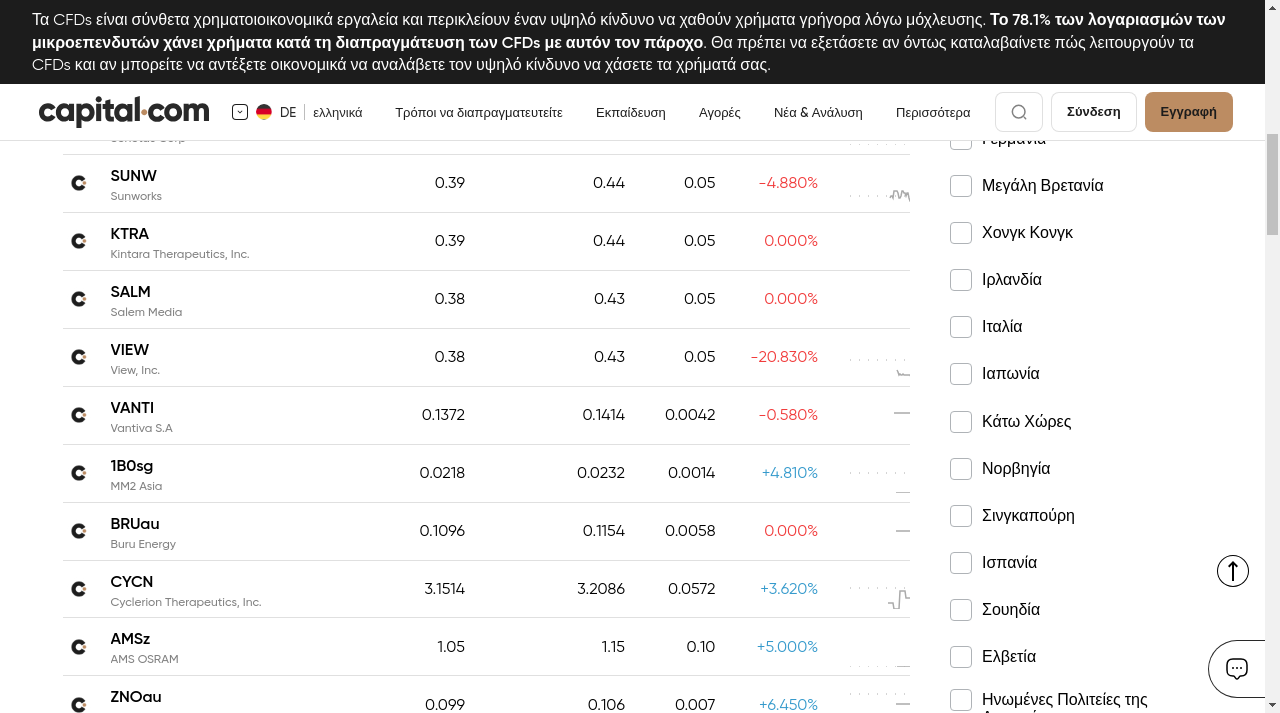 Τα CFDs είναι σύνθετα χρηματοοικονομικά εργαλεία και περικλείουν έναν υψηλό κίνδυνο να χαθούν χρήματα γρήγορα λόγω μόχλευσης. Το 78.1% των λογαριασμών των
μικροεπενδυτών χάνει χρήματα κατά τη διαπραγμάτευση των CFDs με αυτόν τον πάροχο. Θα πρέπει να εξετάσετε αν όντως καταλαβαίνετε πώς λειτουργούν τα
CFDs και αν μπορείτε να αντέξετε οικονομικά να αναλάβετε τον υψηλό κίνδυνο να χάσετε τα χρήματά σας.
capital.com DE ελληνικά Τρόποι να διαπραγματευτείτε Εκπαίδευση Αγορές Νέα & Ανάλυση Περισσότερα Σύνδεση Εγγραφή
SUNW 0.39 0.44 0.05 -4.880%
Sunworks
KTRA 0.39 0.44 0.05 0.000%
Kintara Therapeutics, Inc.
SALM 0.38 0.43 0.05 0.000%
Salem Media
VIEW 0.38 0.43 0.05 -20.830%
View, Inc.
VANTI 0.1372 0.1414 0.0042 -0.580%
Vantiva S.A
1B0sg 0.0218 0.0232 0.0014 +4.810%
MM2 Asia
BRUau 0.1096 0.1154 0.0058 0.000%
Buru Energy
CYCN 3.1514 3.2086 0.0572 +3.620%
Cyclerion Therapeutics, Inc.
AMSz 1.05 1.15 0.10 +5.000%
AMS OSRAM
ZNOau 0.099 0.106 0.007 +6.450%
Γερμανία
Μεγάλη Βρετανία
Χονγκ Κονγκ
Ιρλανδία
Ιταλία
Ιαπωνία
Κάτω Χώρες
Νορβηγία
Σινγκαπούρη
Ισπανία
Σουηδία
Ελβετία
Ηνωμένες Πολιτείες της